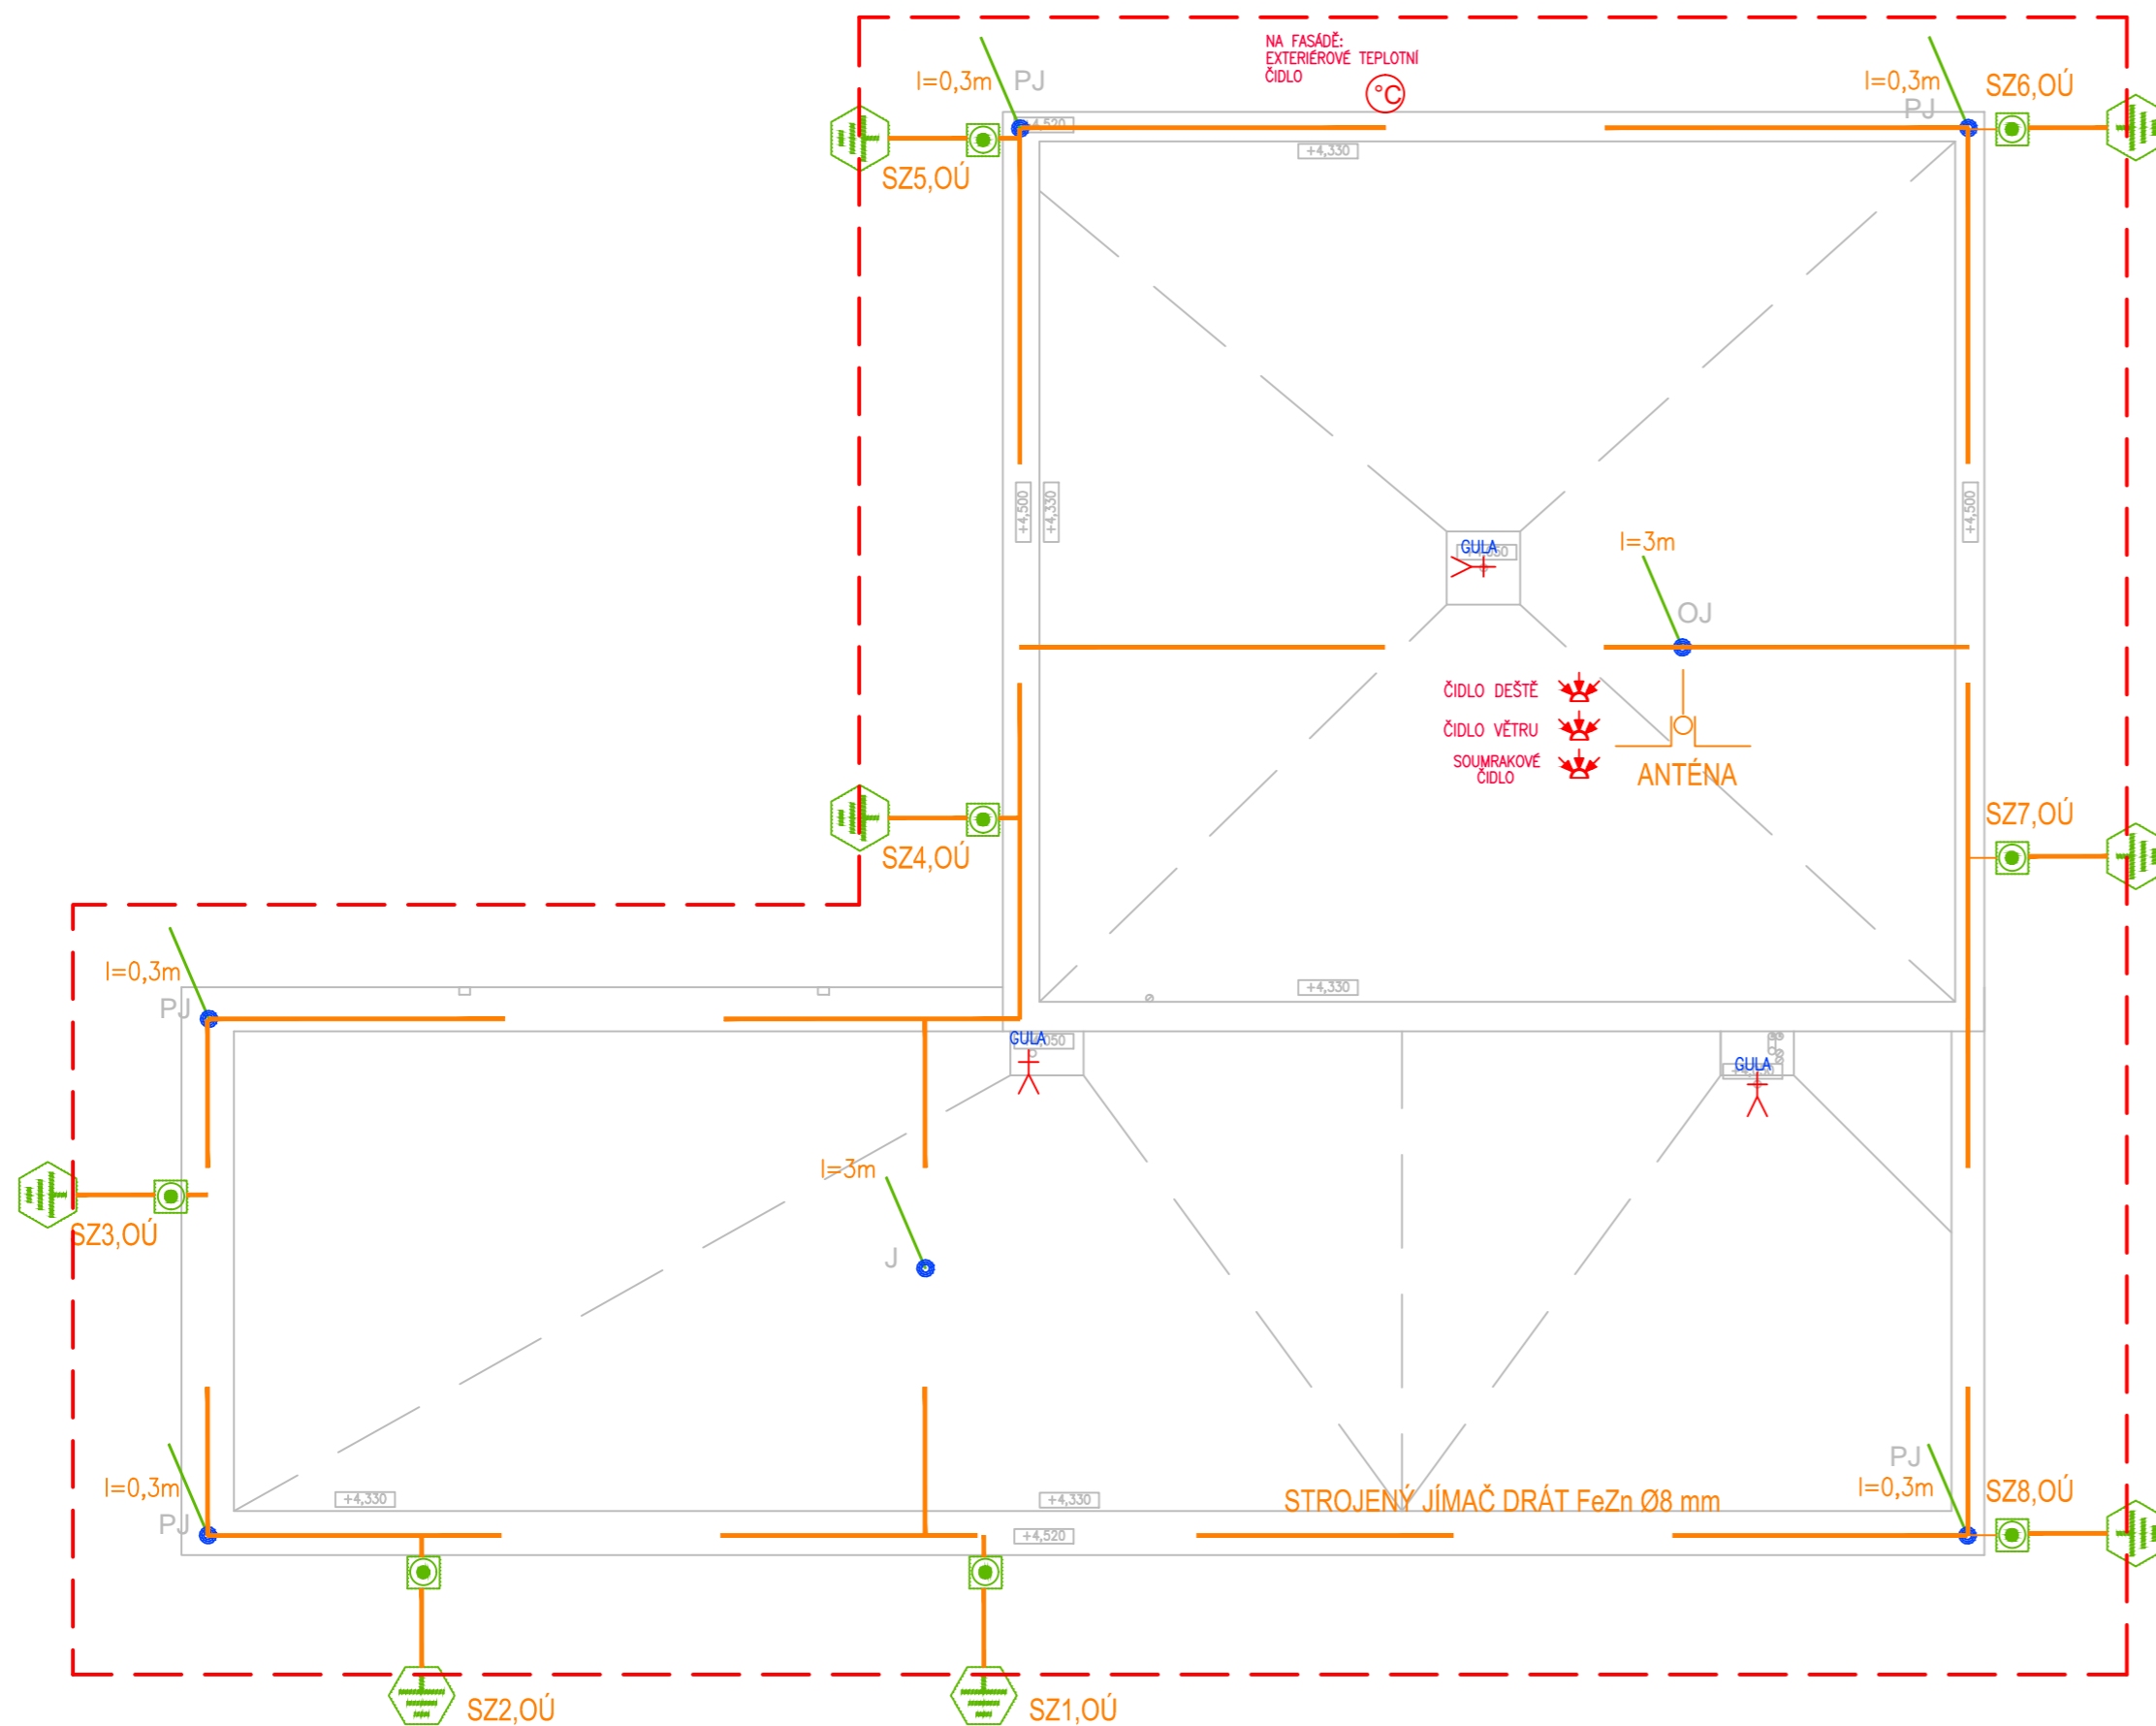 NA FASÁDĚ:
EXTERIÉROVÉ TEPLOTNÍ
ČIDLO
°C
l=0,3m
PJ
l=0,3m
PJ
SZ6,OÚ
+4,520
+4,330
SZ5,OÚ
+4,500
+4,330
+4,500
GULA
l=3m
OJ
ČIDLO DEŠTĚ
ČIDLO VĚTRU
SOUMRAKOVÉ
ČIDLO
ANTÉNA
SZ7,OÚ
SZ4,OÚ
l=0,3m
PJ
+4,330
GULA
+4,050
GULA
l=3m
J
SZ3,OÚ
l=0,3m
PJ
+4,330
+4,330
STROJENÝ JÍMAČ DRÁT FeZn Ø8 mm
PJ
l=0,3m
SZ8,OÚ
+4,520
SZ2,OÚ
SZ1,OÚ